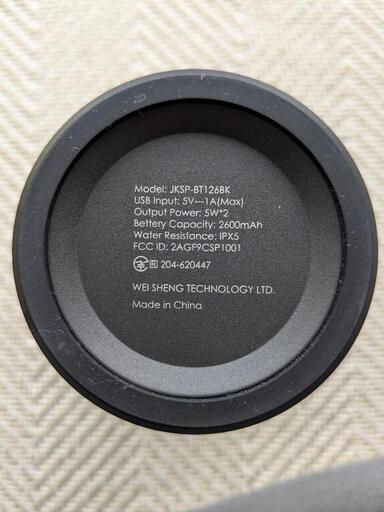 Model: JKSP-BT126BK
USB Input: 5V⎓1A(Max)
Output Power: 5W*2
Bettery Capacity: 2600mAh
Water Resistance: IPX5
FCC ID: 2AGF9CSP1001
R 204-620447
WEI SHENG TECHNOLOGY LTD.
Made in China